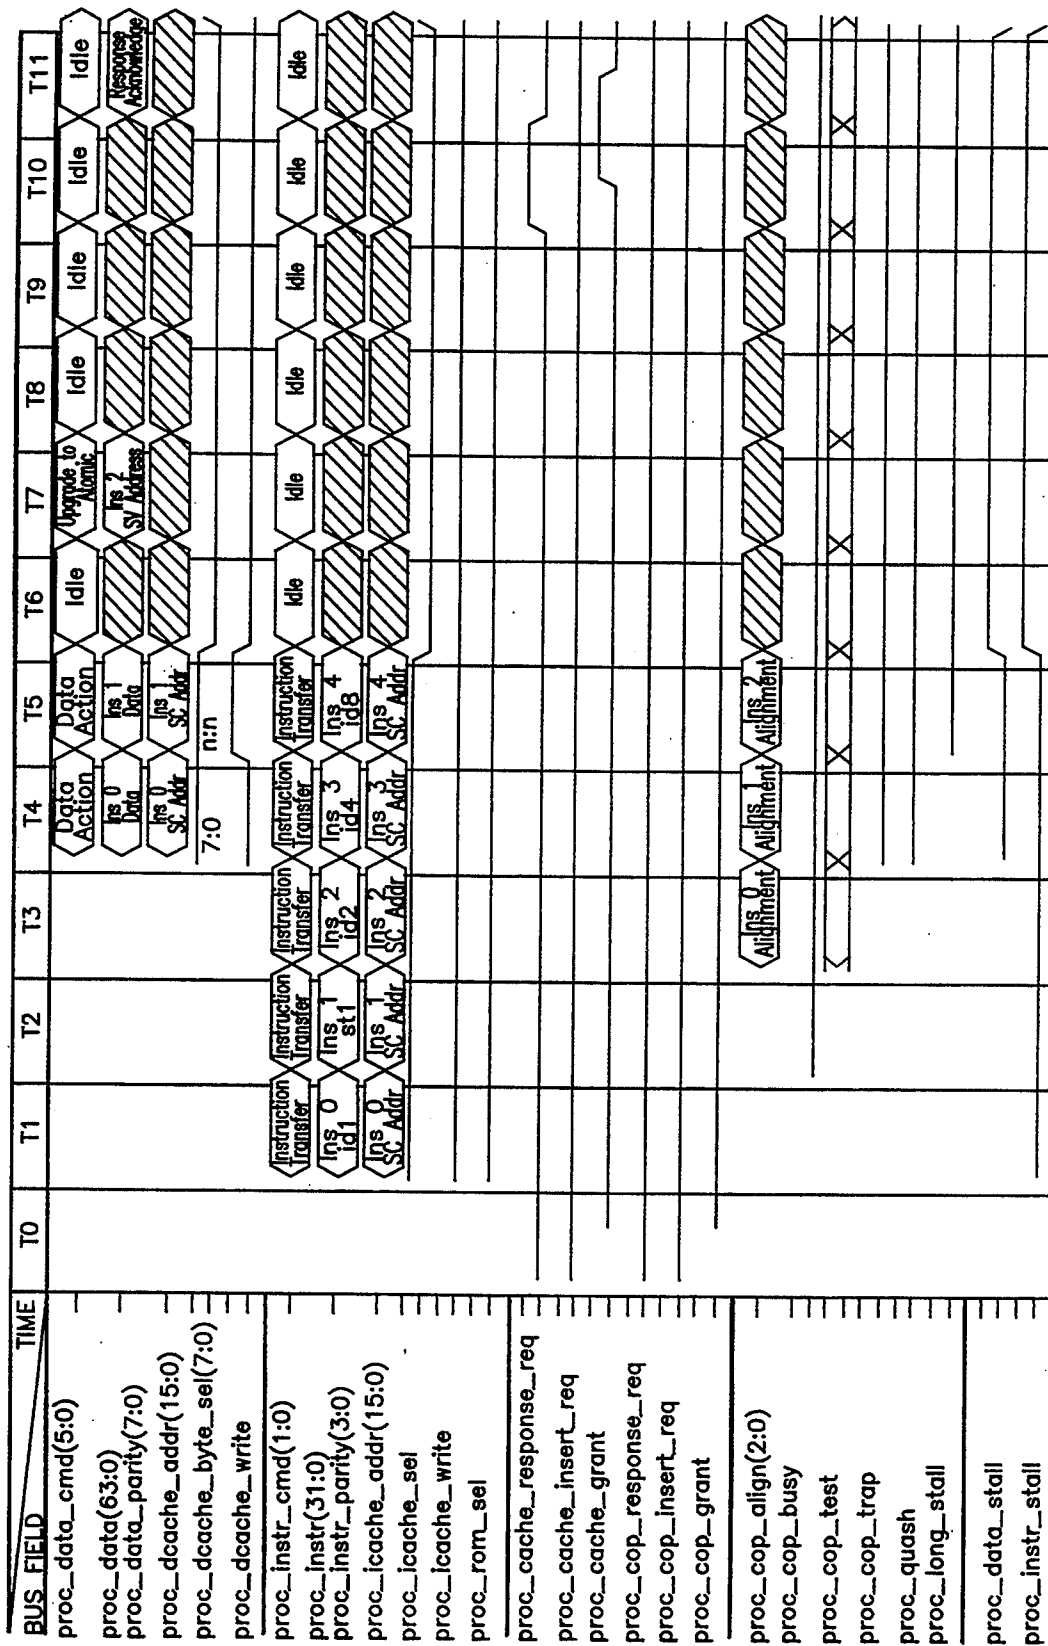 BUS FIELD TIME T0 T1 T2 T3 T4 T5 T6 T7 T8 T9 T10 T11
proc_data_cmd(5:0) Data Action Data Action Idle Upgrade to Atomic Idle Idle Idle Idle
proc_data(63:0) Ins 0 Data Ins 1 Data Ins 2 SV Address Response Acknowledge
proc_data_parity(7:0)
proc_dcache_addr(15:0) Ins 0 SC Addr Ins 1 SC Addr
proc_dcache_byte_sel(7:0) 7:0 n:n
proc_dcache_write
proc_instr_cmd(1:0) Instruction Transfer Instruction Transfer Instruction Transfer Instruction Transfer Instruction Transfer Idle Idle Idle Idle Idle Idle
proc_instr(31:0) Ins 0 id1 Ins 1 st1 Ins 2 id2 Ins 3 id4 Ins 4 id8
proc_instr_parity(3:0)
proc_icache_addr(15:0) Ins 0 SC Addr Ins 1 SC Addr Ins 2 SC Addr Ins 3 SC Addr Ins 4 SC Addr
proc_icache_sel
proc_icache_write
proc_rom_sel
proc_cache_response_req
proc_cache_insert_req
proc_cache_grant
proc_cop_response_req
proc_cop_insert_req
proc_cop_grant
proc_cop_align(2:0) Ins 0 Alignment Ins 1 Alignment Ins 2 Alignment
proc_cop_busy
proc_cop_test
proc_cop_trap
proc_quash
proc_long_stall
proc_data_stall
proc_instr_stall